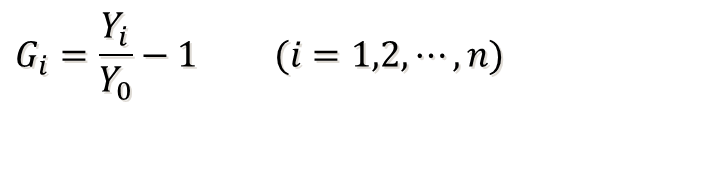 G_i = Y_i/Y_0 − 1 (i = 1,2,⋯,n)